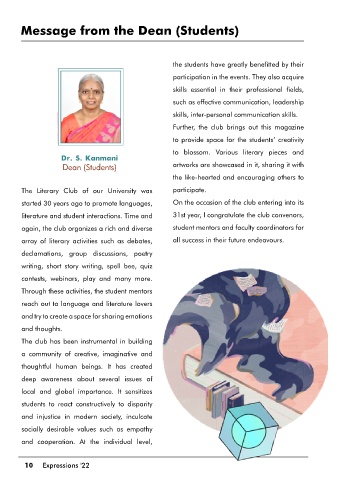 Message from the Dean (Students)
Dr. S. Kanmani
Dean (Students)
The Literary Club of our University was
started 30 years ago to promote languages,
literature and student interactions. Time and
again, the club organizes a rich and diverse
array of literary activities such as debates,
declamations, group discussions, poetry
writing, short story writing, spell bee, quiz
contests, webinars, play and many more.
Through these activities, the student mentors
reach out to language and literature lovers
and try to create a space for sharing emotions
and thoughts.
The club has been instrumental in building
a community of creative, imaginative and
thoughtful human beings. It has created
deep awareness about several issues of
local and global importance. It sensitizes
students to react constructively to disparity
and injustice in modern society, inculcate
socially desirable values such as empathy
and cooperation. At the individual level,
the students have greatly benefitted by their
participation in the events. They also acquire
skills essential in their professional fields,
such as effective communication, leadership
skills, inter-personal communication skills.
Further, the club brings out this magazine
to provide space for the students' creativity
to blossom. Various literary pieces and
artworks are showcased in it, sharing it with
the like-hearted and encouraging others to
participate.
On the occasion of the club entering into its
31st year, I congratulate the club convenors,
student mentors and faculty coordinators for
all success in their future endeavours.
10 Expressions '22